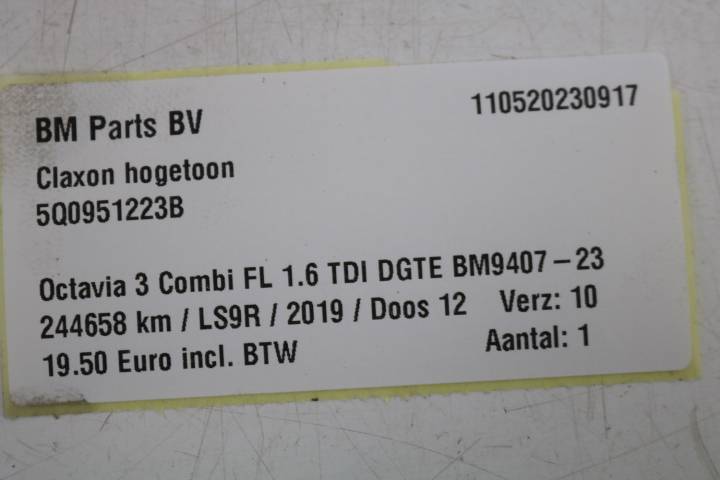 BM Parts BV 110520230917
Claxon hogetoon
5Q0951223B
Octavia 3 Combi FL 1.6 TDI DGTE BM9407-23
244658 km / LS9R / 2019 / Doos 12 Verz: 10
19.50 Euro incl. BTW Aantal: 1